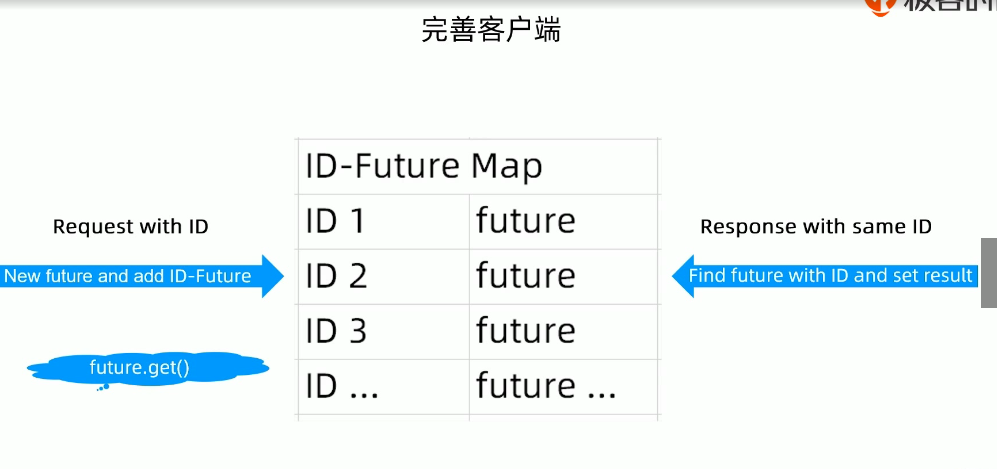 完善客户端
ID-Future Map
Request with ID
ID 1 future
Response with same ID
New future and add ID-Future
ID 2 future
Find future with ID and set result
ID 3 future
future.get()
ID ... future ...